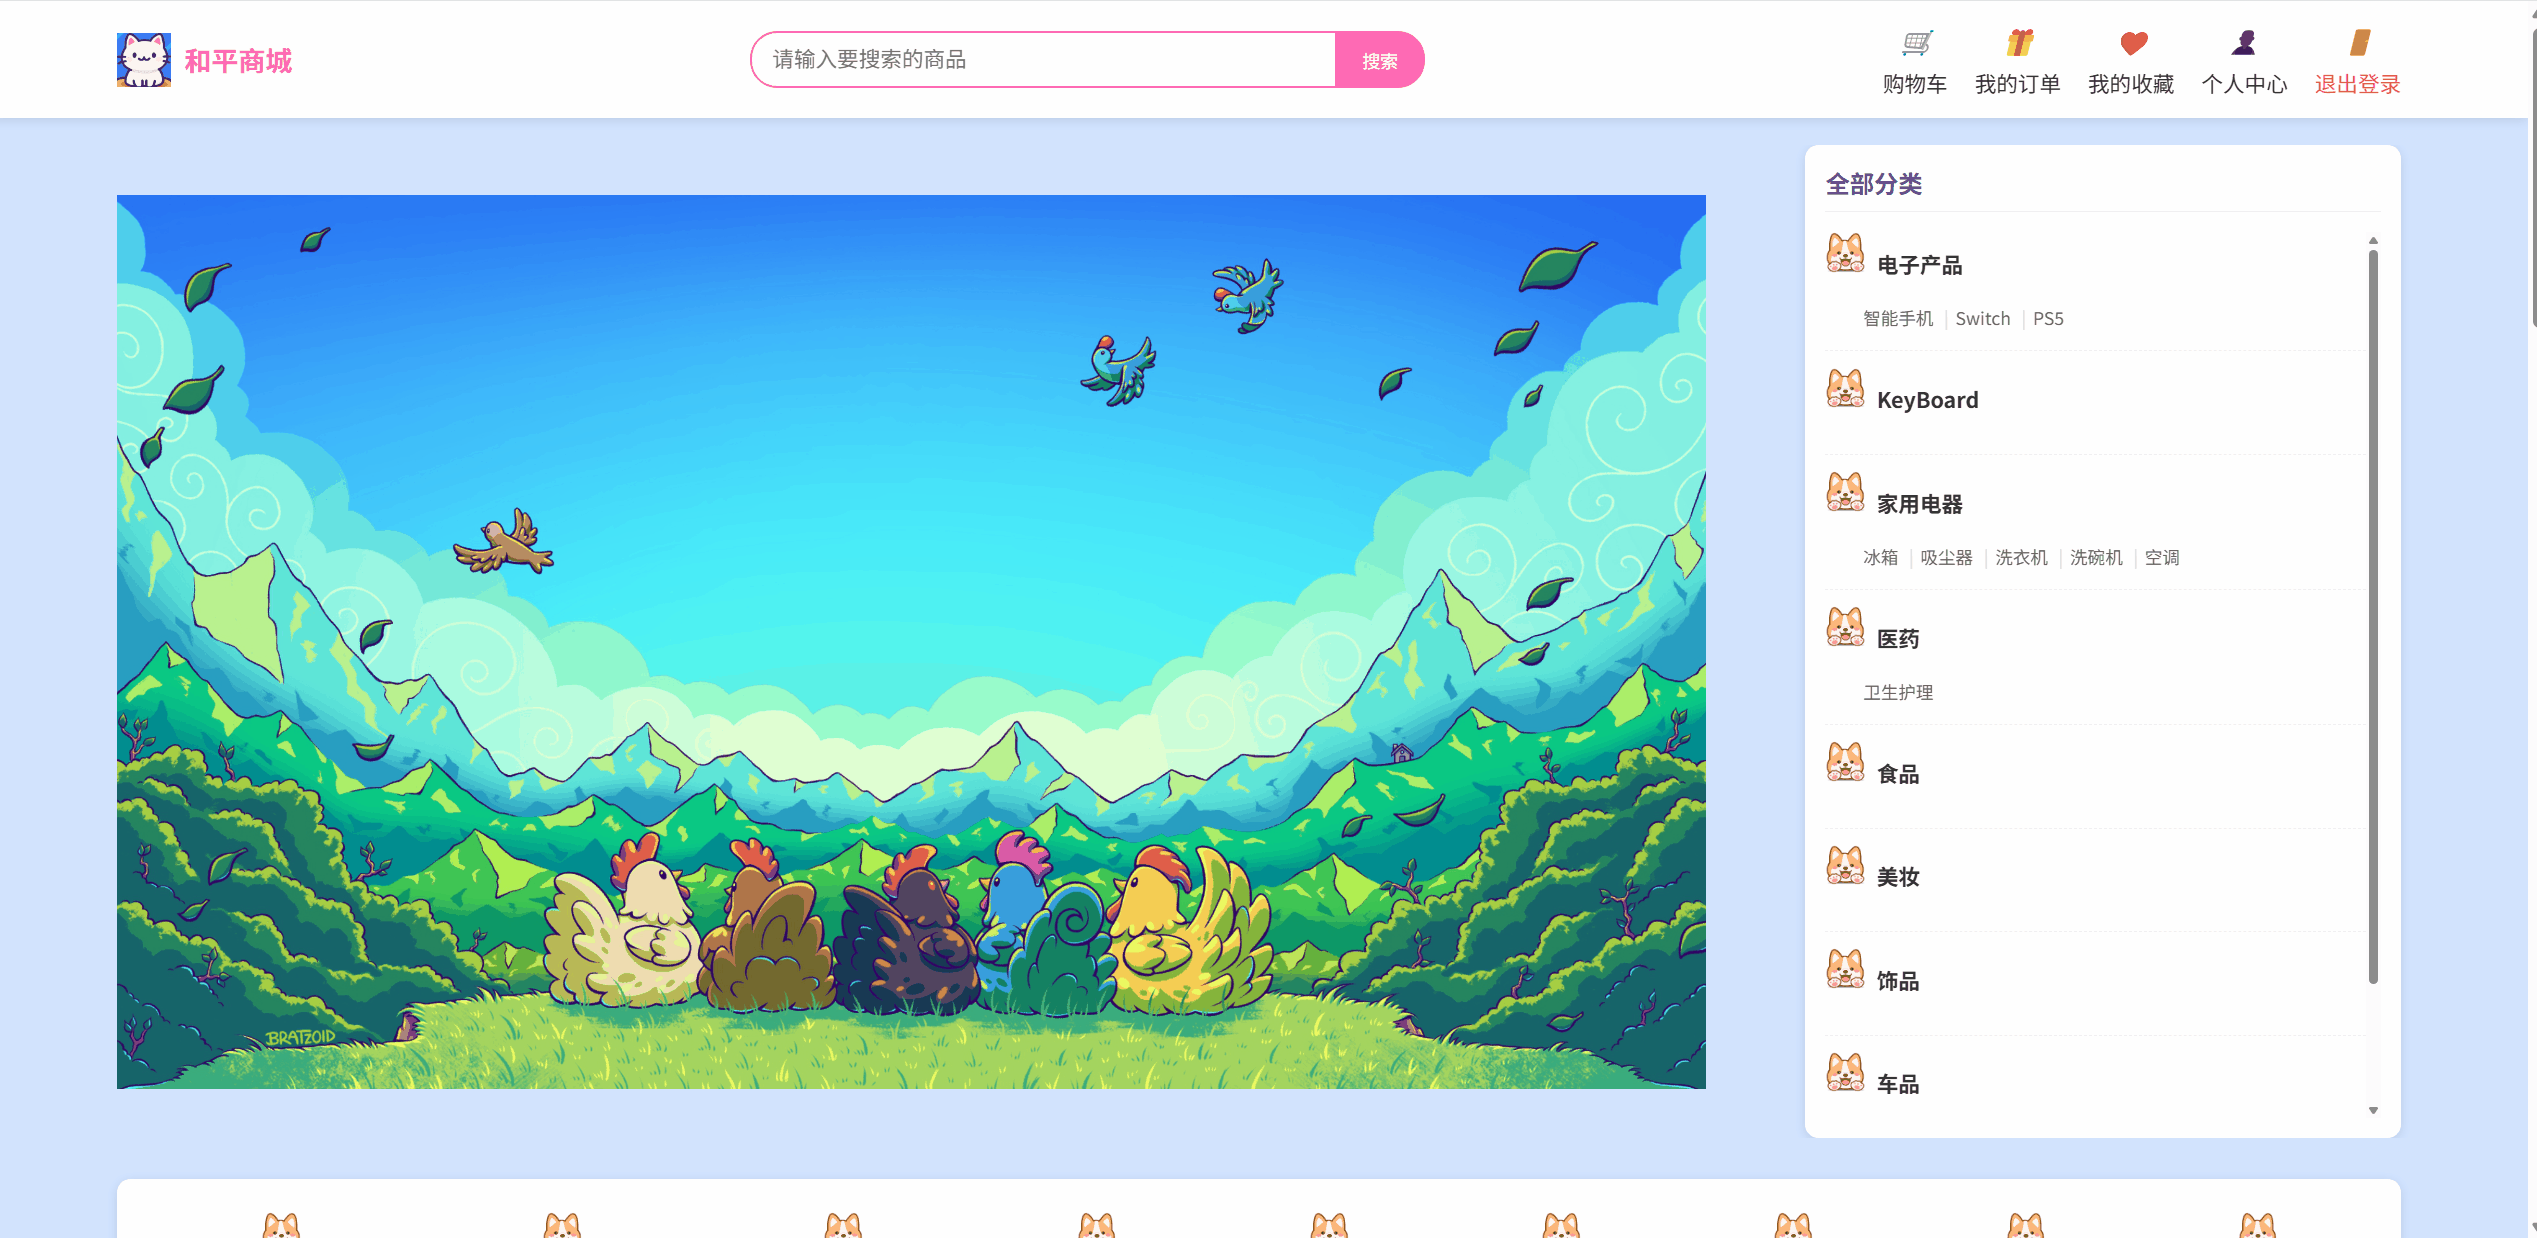 和平商城
请输入要搜索的商品
搜索
购物车
我的订单
我的收藏
个人中心
退出登录
BRATZOID
全部分类
电子产品
智能手机 | Switch | PS5
KeyBoard
家用电器
冰箱 | 吸尘器 | 洗衣机 | 洗碗机 | 空调
医药
卫生护理
食品
美妆
饰品
车品